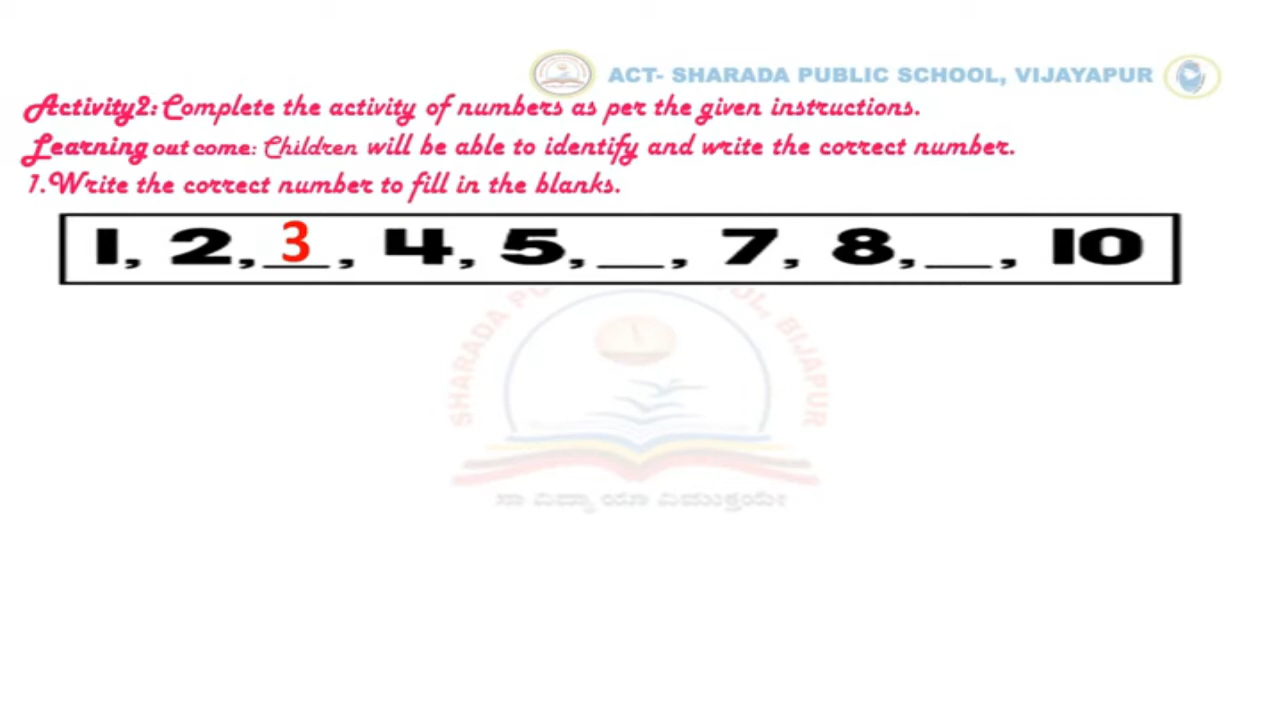 ACT- SHARADA PUBLIC SCHOOL, VIJAYAPUR
Activity2: Complete the activity of numbers as per the given instructions.
Learning out come: Children will be able to identify and write the correct number.
1.Write the correct number to fill in the blanks.
1, 2, 3, 4, 5, __, 7, 8, __, 10